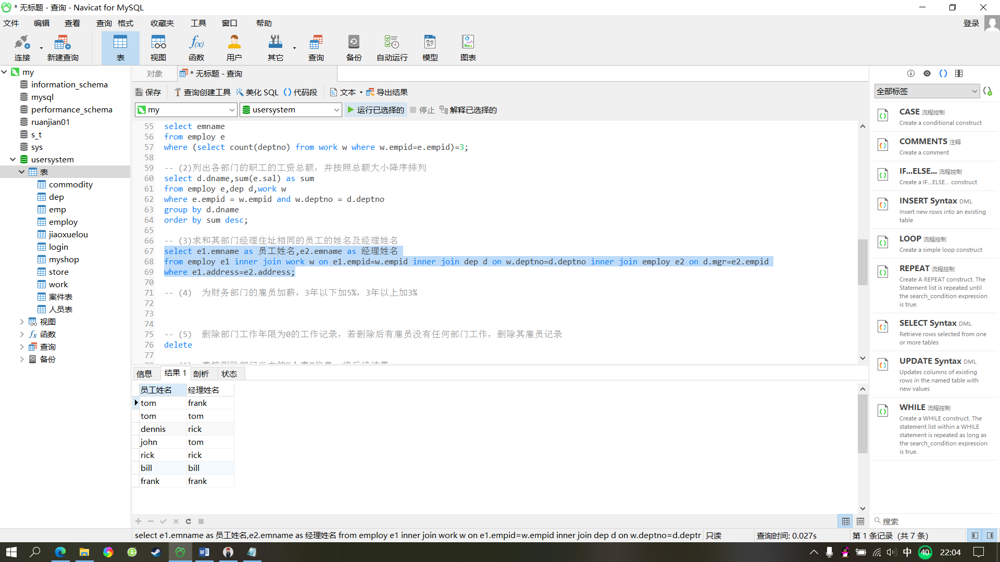 * 无标题 - 查询 - Navicat for MySQL
文件 编辑 查看 查询 格式 收藏夹 工具 窗口 帮助 登录
连接 新建查询 表 视图 函数 用户 其它 查询 备份 自动运行 模型 图表
my
information_schema
mysql
performance_schema
ruanjian01
s_t
sys
usersystem
表
commodity
dep
emp
employ
jiaoxuelou
login
myshop
store
work
案件表
人员表
视图
函数
查询
备份
对象 * 无标题 - 查询
保存 查询创建工具 美化 SQL 代码段 文本 导出结果
my usersystem 运行已选择的 停止 解释已选择的
55 select emname
56 from employ e
57 where (select count(deptno) from work w where w.empid=e.empid)=3;
58
59 -- (2)列出各部门的职工的工资总额，并按照总额大小降序排列
60 select d.dname,sum(e.sal) as sum
61 from employ e,dep d,work w
62 where e.empid = w.empid and w.deptno = d.deptno
63 group by d.dname
64 order by sum desc;
65
66 -- (3)求和其部门经理住址相同的员工的姓名及经理姓名
67 select e1.emname as 员工姓名,e2.emname as 经理姓名
68 from employ e1 inner join work w on e1.empid=w.empid inner join dep d on w.deptno=d.deptno inner join employ e2 on d.mgr=e2.empid
69 where e1.address=e2.address;
70
71 -- (4) 为财务部门的雇员加薪，3年以下加5%，3年以上加3%
72
73
74
75 -- (5) 删除部门工作年限为0的工作记录，若删除后有雇员没有任何部门工作，删除其雇员记录
76 delete
77
信息 结果 1 剖析 状态
员工姓名 经理姓名
tom frank
tom tom
dennis rick
john tom
rick rick
bill bill
frank frank
select e1.emname as 员工姓名,e2.emname as 经理姓名 from employ e1 inner join work w on e1.empid=w.empid inner join dep d on w.deptno=d.deptr 只读 查询时间: 0.027s 第 1 条记录 (共 7 条)
全部标签
CASE 流程控制
Create a conditional construct
COMMENTS 注释
Create a comment
IF...ELSE... 流程控制
Create a IF...ELSE... construct
INSERT Syntax DML
Insert new rows into an existing
table
LOOP 流程控制
Create a simple loop construct
REPEAT 流程控制
Create A REPEAT construct. The
Statement list is repeated until
the search_condition expression
is true.
SELECT Syntax DML
Retrieve rows selected from one
or more tables
UPDATE Syntax DML
Updates columns of existing
rows in the named table with
new values
WHILE 流程控制
Create a WHILE construct. The
statement list within a WHILE
statement is repeated as long as
the search_condition expression
is true.
搜索
中 40 22:04